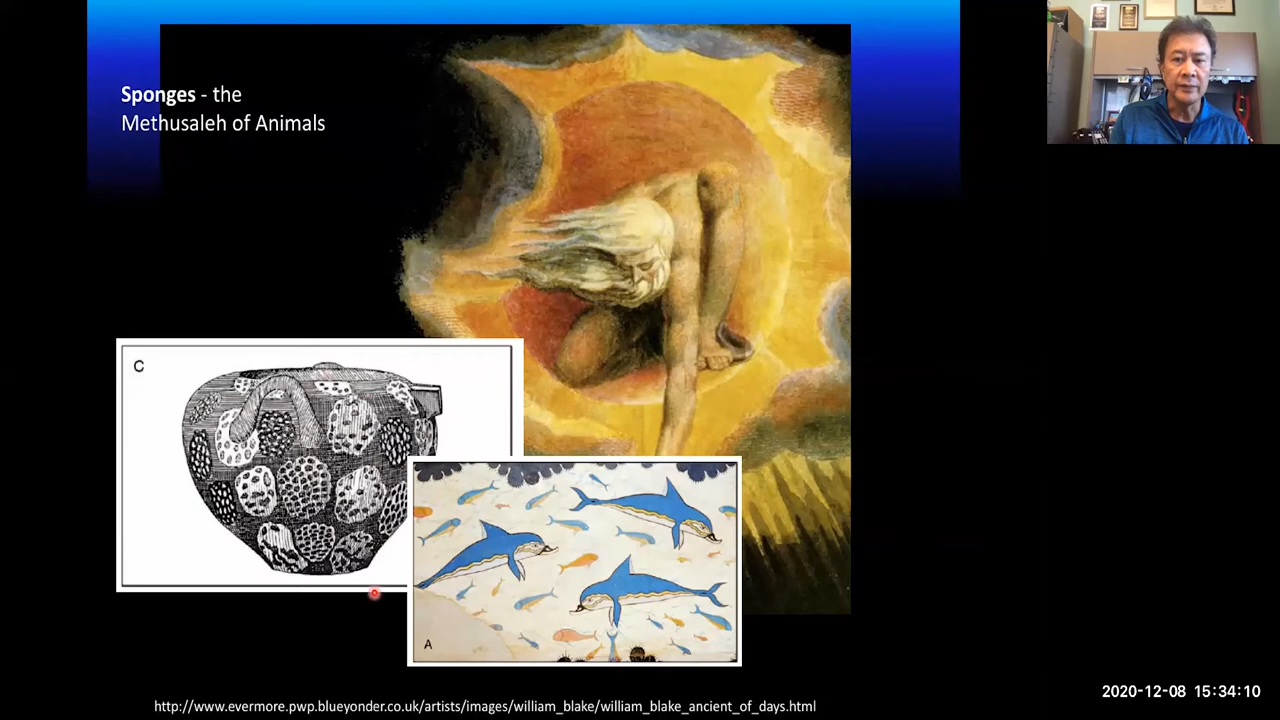 Sponges - the
Methusaleh of Animals
C
A
http://www.evermore.pwp.blueyonder.co.uk/artists/images/william_blake/william_blake_ancient_of_days.html
2020-12-08 15:34:10